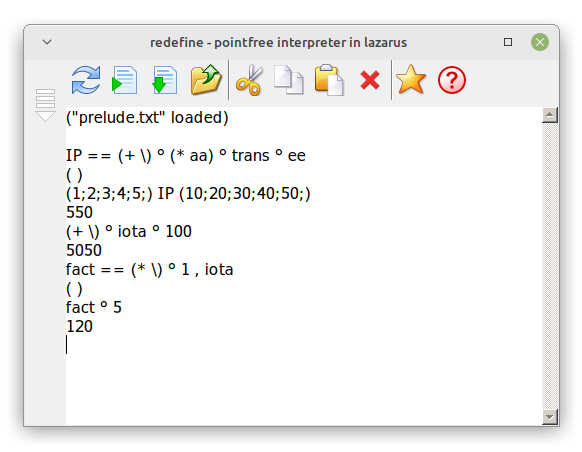 redefine - pointfree interpreter in lazarus
("prelude.txt" loaded)
IP == (+ \) ° (* aa) ° trans ° ee
( )
(1;2;3;4;5;) IP (10;20;30;40;50;)
550
(+ \) ° iota ° 100
5050
fact == (* \) ° 1 , iota
( )
fact ° 5
120